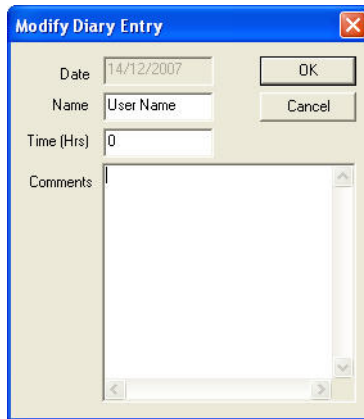 Modify Diary Entry
Date 14/12/2007 OK
Name User Name Cancel
Time (Hrs) 0
Comments